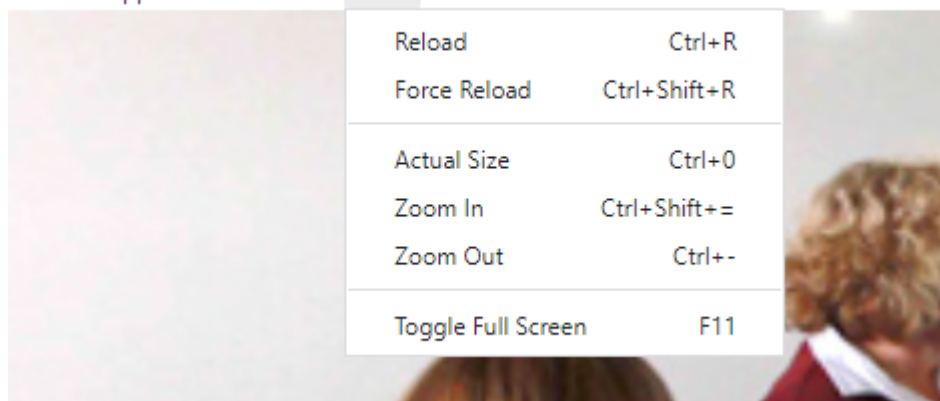 Reload Ctrl+R
Force Reload Ctrl+Shift+R
Actual Size Ctrl+0
Zoom In Ctrl+Shift+=
Zoom Out Ctrl+-
Toggle Full Screen F11